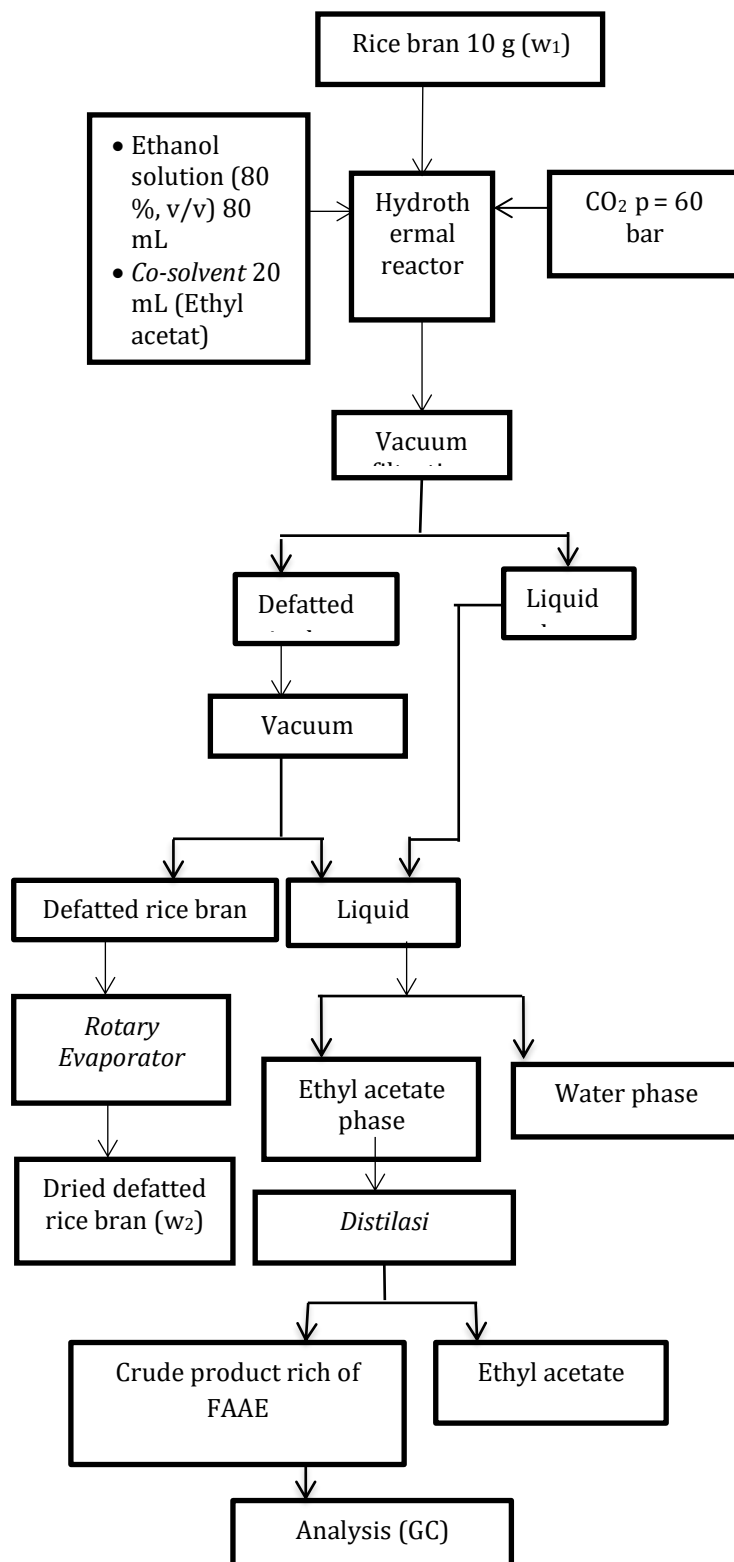 Rice bran 10 g (w₁)
• Ethanol
solution (80
%, v/v) 80
mL
• Co-solvent 20
mL (Ethyl
acetat)
Hydroth
ermal
reactor
CO₂ p = 60
bar
Vacuum
Defatted
Liquid
Vacuum
Defatted rice bran
Liquid
Rotary
Evaporator
Ethyl acetate
phase
Water phase
Dried defatted
rice bran (w₂)
Distilasi
Crude product rich of
FAAE
Ethyl acetate
Analysis (GC)